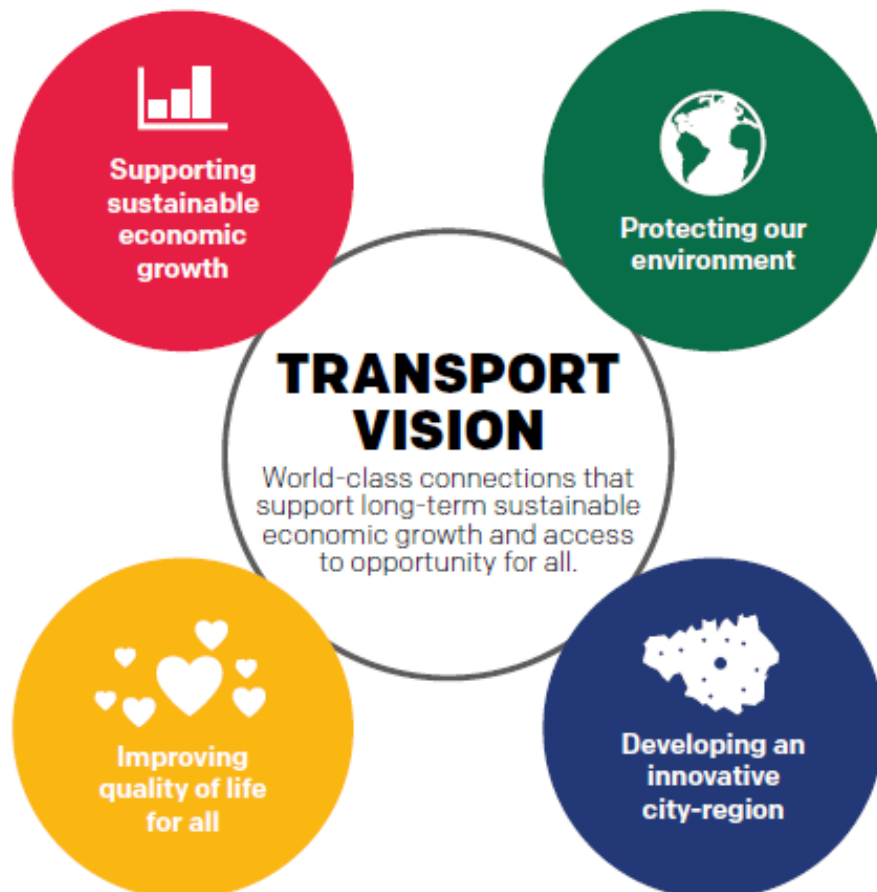 Supporting
sustainable
economic
growth
Protecting our
environment
TRANSPORT
VISION
World-class connections that
support long-term sustainable
economic growth and access
to opportunity for all.
Improving
quality of life
for all
Developing an
innovative
city-region